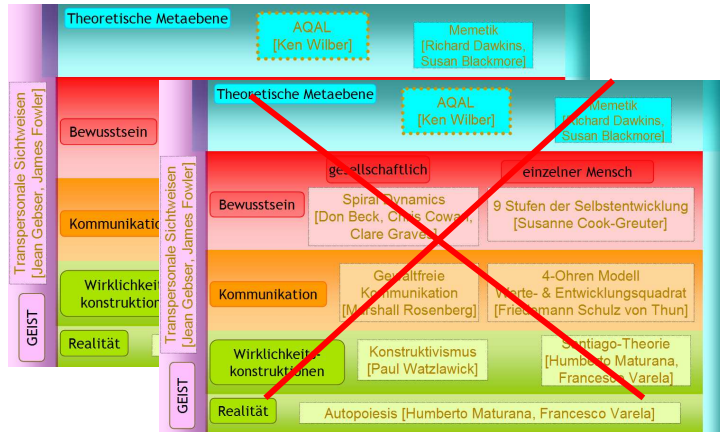 Theoretische Metaebene
AQAL
[Ken Wilber]
Memetik
[Richard Dawkins,
Susan Blackmore]
Transpersonale Sichtweisen
[Jean Gebser, James Fowler]
GEIST
Bewusstsein
Kommunikatio
Wirklichkeit
konstruktion
Realität
Theoretische Metaebene
AQAL
[Ken Wilber]
Memetik
[Richard Dawkins,
Susan Blackmore]
Transpersonale Sichtweisen
[Jean Gebser, James Fowler]
GEIST
gesellschaftlich
einzelner Mensch
Bewusstsein
Spiral Dynamics
[Don Beck, Chris Cowan,
Clare Graves]
9 Stufen der Selbstentwicklung
[Susanne Cook-Greuter]
Kommunikation
Gewaltfreie
Kommunikation
[Marshall Rosenberg]
4-Ohren Modell
Werte- & Entwicklungsquadrat
[Friedemann Schulz von Thun]
Wirklichkeits-
konstruktionen
Konstruktivismus
[Paul Watzlawick]
Santiago-Theorie
[Humberto Maturana,
Francesco Varela]
Realität
Autopoiesis [Humberto Maturana, Francesco Varela]